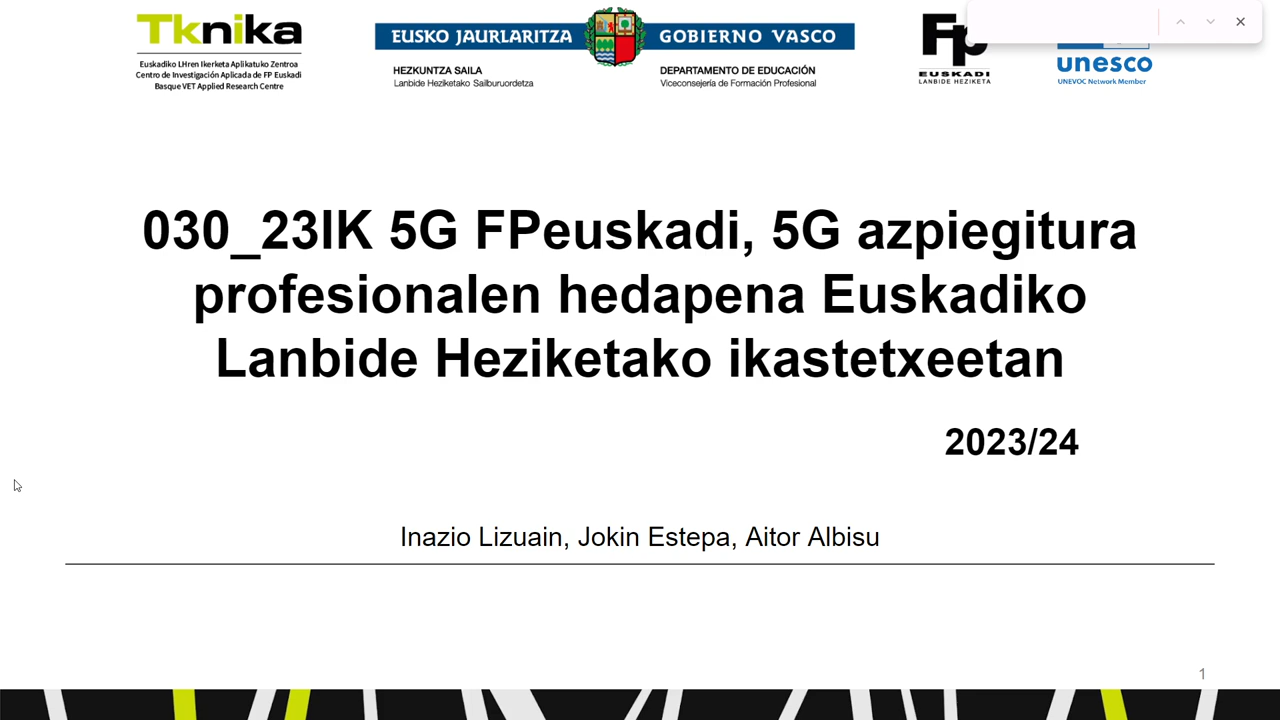 Tknika
Euskadiko LHren Ikerketa Aplikatuko Zentroa
Centro de Investigación Aplicada de FP Euskadi
Basque VET Applied Research Centre
EUSKO JAURLARITZA
GOBIERNO VASCO
HEZKUNTZA SAILA
Lanbide Heziketako Sailburuordetza
DEPARTAMENTO DE EDUCACIÓN
Viceconsejería de Formación Profesional
Fp
EUSKADI
LANBIDE HEZIKETA
unesco
UNEVOC Network Member
030_23IK 5G FPeuskadi, 5G azpiegitura
profesionalen hedapena Euskadiko
Lanbide Heziketako ikastetxeetan
2023/24
Inazio Lizuain, Jokin Estepa, Aitor Albisu
1